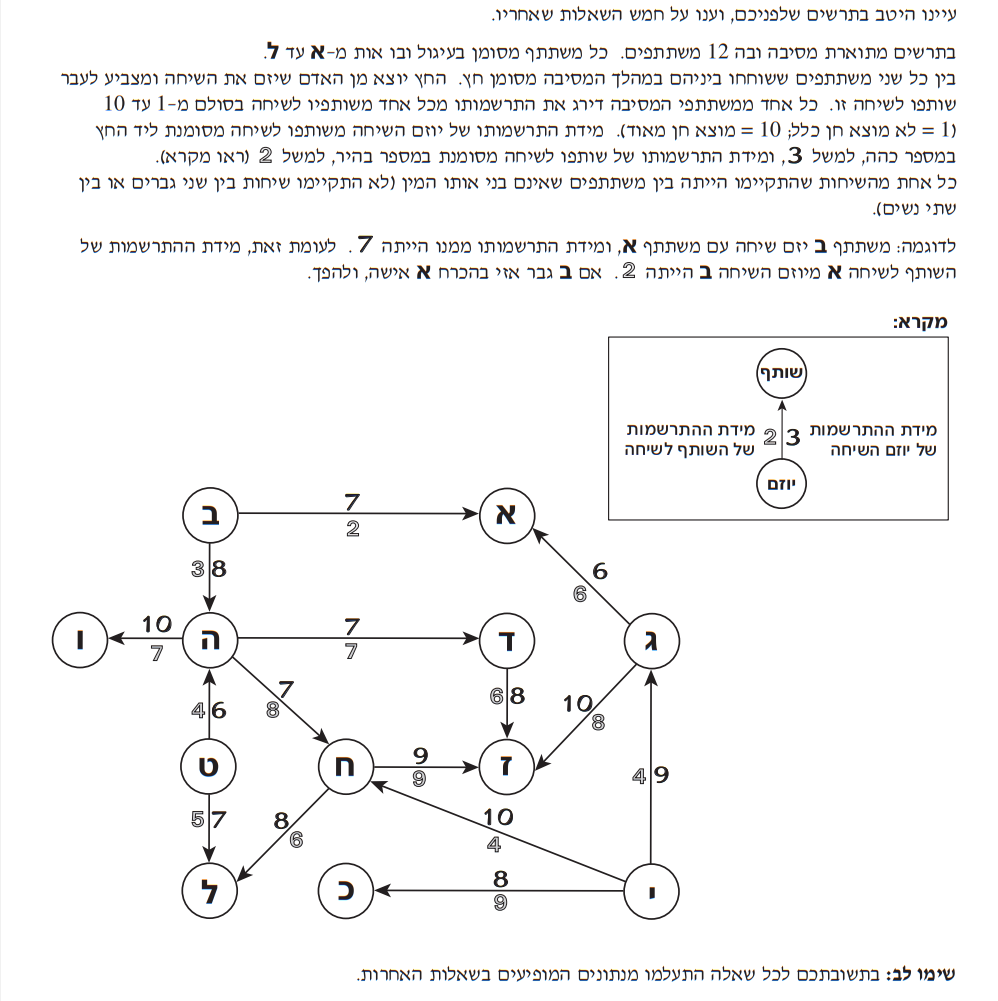 עיינו היטב בתרשים שלפניכם, וענו על חמש השאלות שאחריו.
בתרשים מתוארת מסיבה ובה 12 משתתפים. כל משתתף מסומן בעיגול ובו אות מ-א עד ל.
בין כל שני משתתפים ששוחחו ביניהם במהלך המסיבה מסומן חץ. החץ יוצא מן האדם שיזם את השיחה ומצביע לעבר
שותפו לשיחה זו. כל אחד ממשתתפי המסיבה דירג את התרשמותו מכל אחד משותפיו לשיחה בסולם מ-1 עד 10
(1 = לא מוצא חן כלל; 10 = מוצא חן מאוד). מידת התרשמותו של יוזם השיחה משותפו לשיחה מסומנת ליד החץ
במספר כהה, למשל 3, ומידת התרשמותו של שותפו לשיחה מסומנת במספר בהיר, למשל 2 (ראו מקרא).
כל אחת מהשיחות שהתקיימו הייתה בין משתתפים שאינם בני אותו המין (לא התקיימו שיחות בין שני גברים או בין
שתי נשים).
לדוגמה: משתתף ב יזם שיחה עם משתתף א, ומידת התרשמותו ממנו הייתה 7. לעומת זאת, מידת ההתרשמות של
השותף לשיחה א מיוזם השיחה ב הייתה 2. אם ב גבר אזי בהכרח א אישה, ולהפך.
מקרא:
שותף
מידת ההתרשמות של יוזם השיחה
3
2
מידת ההתרשמות של השותף לשיחה
יוזם
ב
7
2
א
3 8
6
6
ו
10
7
ה
7
7
ד
ג
4 6
7
8
6 8
10
8
ט
ח
9
9
ז
4 9
5 7
8
6
10
4
ל
כ
8
9
י
שימו לב: בתשובתכם לכל שאלה התעלמו מנתונים המופיעים בשאלות האחרות.